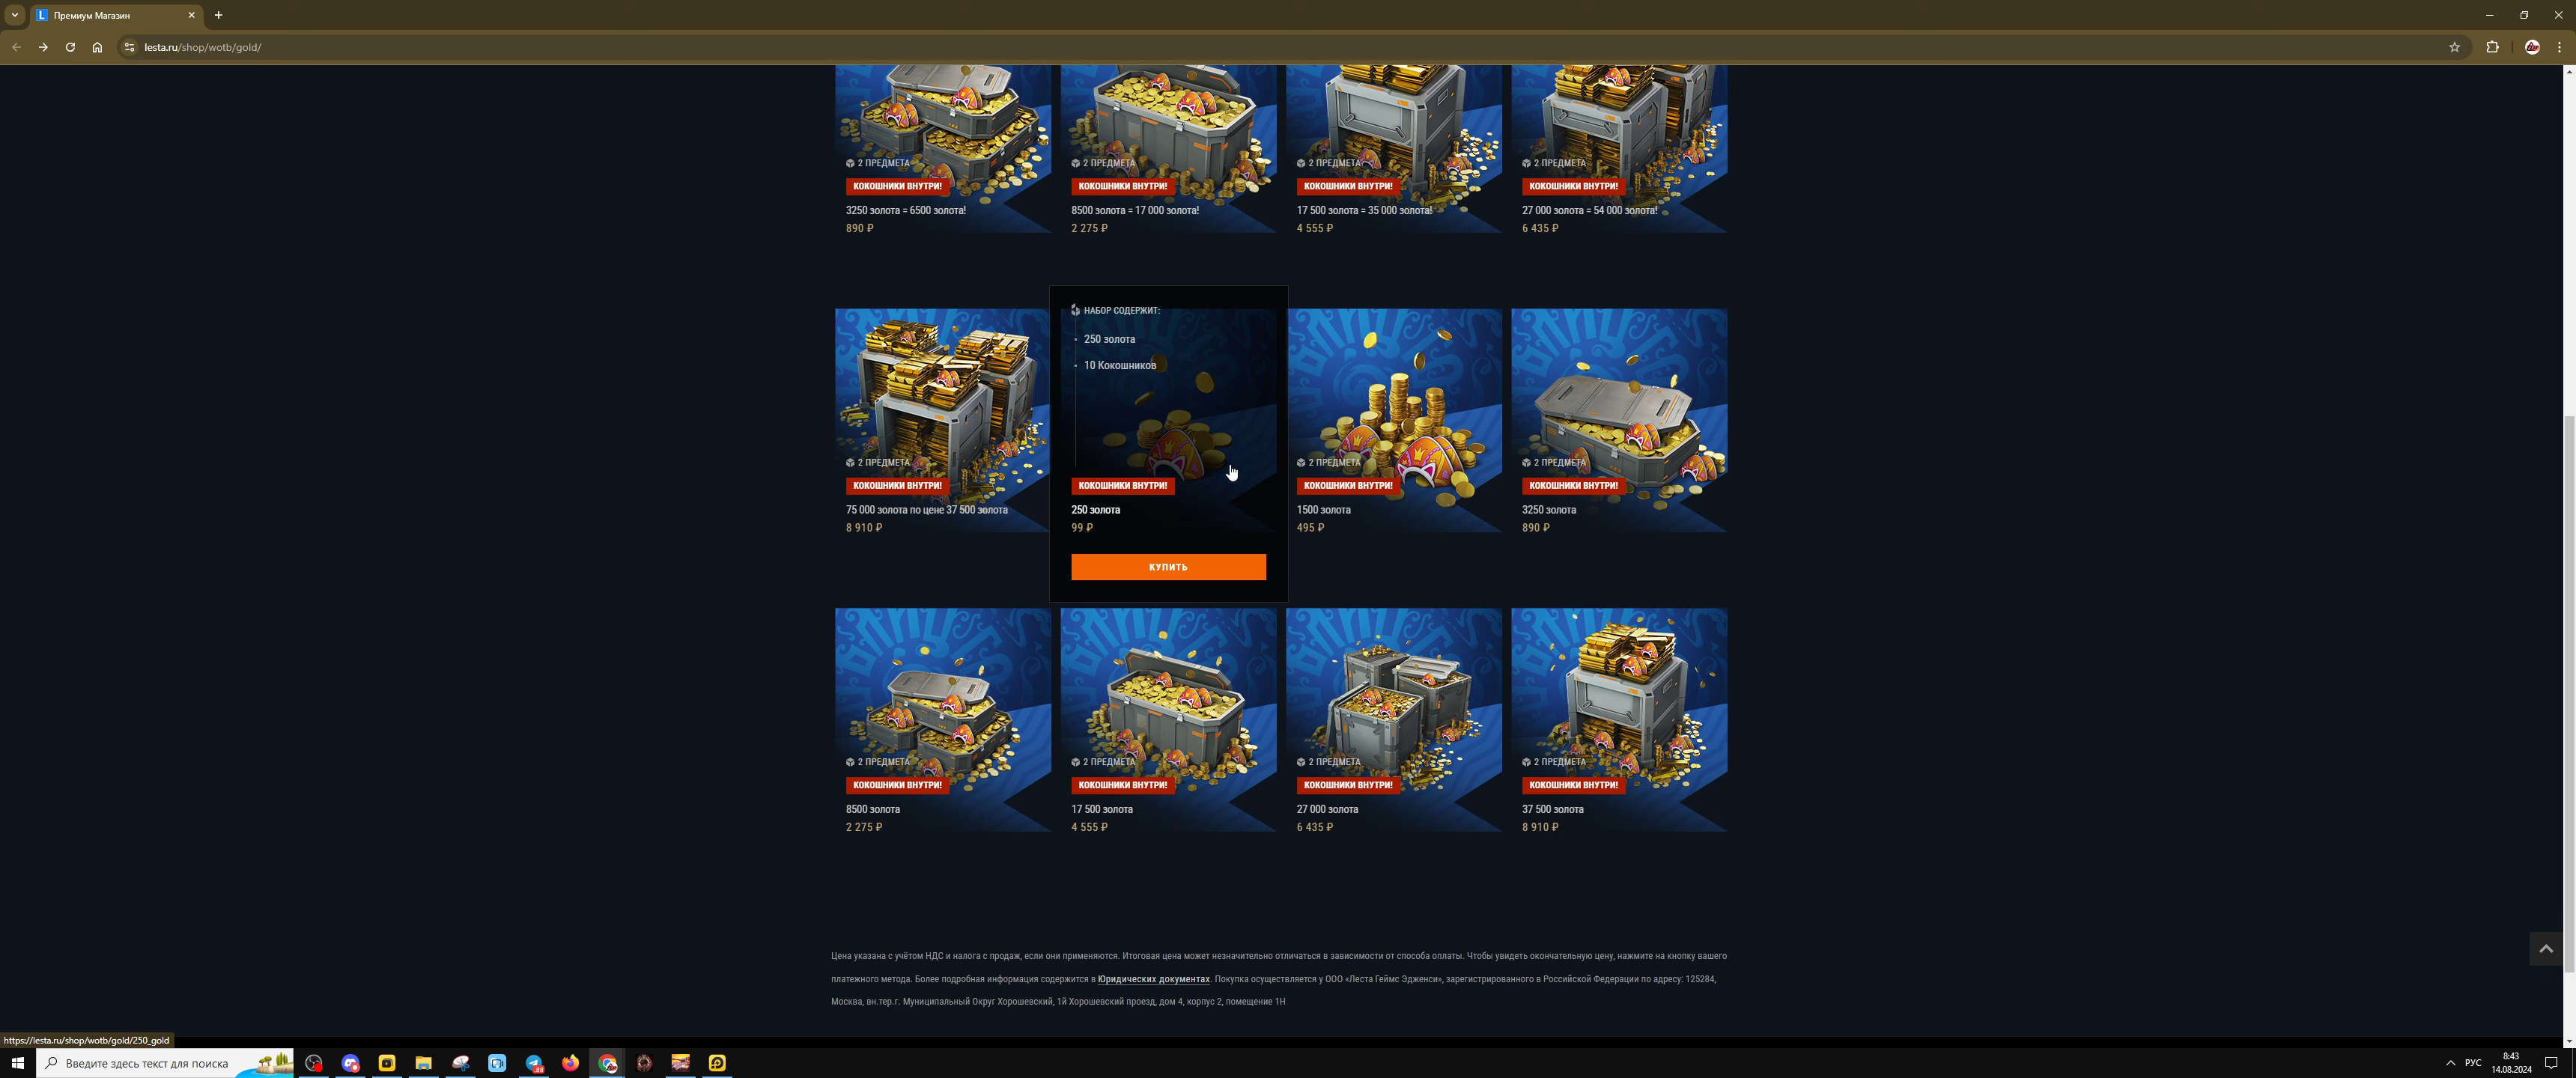 Премиум Магазин
lesta.ru/shop/wotb/gold/
2 ПРЕДМЕТА
КОКОШНИКИ ВНУТРИ!
3250 золота = 6500 золота!
890 ₽
2 ПРЕДМЕТА
КОКОШНИКИ ВНУТРИ!
8500 золота = 17 000 золота!
2 275 ₽
2 ПРЕДМЕТА
КОКОШНИКИ ВНУТРИ!
17 500 золота = 35 000 золота!
4 555 ₽
2 ПРЕДМЕТА
КОКОШНИКИ ВНУТРИ!
27 000 золота = 54 000 золота!
6 435 ₽
2 ПРЕДМЕТА
КОКОШНИКИ ВНУТРИ!
75 000 золота по цене 37 500 золота
8 910 ₽
НАБОР СОДЕРЖИТ:
250 золота
10 Кокошников
КОКОШНИКИ ВНУТРИ!
250 золота
99 ₽
КУПИТЬ
2 ПРЕДМЕТА
КОКОШНИКИ ВНУТРИ!
1500 золота
495 ₽
2 ПРЕДМЕТА
КОКОШНИКИ ВНУТРИ!
3250 золота
890 ₽
2 ПРЕДМЕТА
КОКОШНИКИ ВНУТРИ!
8500 золота
2 275 ₽
2 ПРЕДМЕТА
КОКОШНИКИ ВНУТРИ!
17 500 золота
4 555 ₽
2 ПРЕДМЕТА
КОКОШНИКИ ВНУТРИ!
27 000 золота
6 435 ₽
2 ПРЕДМЕТА
КОКОШНИКИ ВНУТРИ!
37 500 золота
8 910 ₽
Цена указана с учётом НДС и налога с продаж, если они применяются. Итоговая цена может незначительно отличаться в зависимости от способа оплаты. Чтобы увидеть окончательную цену, нажмите на кнопку вашего
платежного метода. Более подробная информация содержится в Юридических документах. Покупка осуществляется у ООО «Леста Геймс Эдженси», зарегистрированного в Российской Федерации по адресу: 125284,
Москва, вн.тер.г. Муниципальный Округ Хорошевский, 1й Хорошевский проезд, дом 4, корпус 2, помещение 1Н
https://lesta.ru/shop/wotb/gold/250_gold
Введите здесь текст для поиска
88
РУС
8:43
14.08.2024